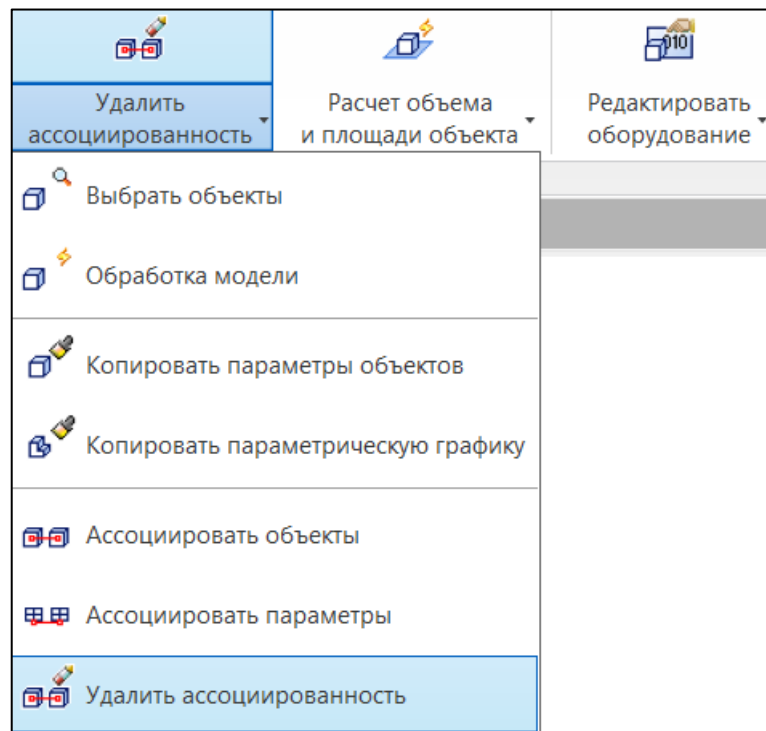 Удалить
ассоциированность
Расчет объема
и площади объекта
010
Редактировать
оборудование
Выбрать объекты
Обработка модели
Копировать параметры объектов
Копировать параметрическую графику
Ассоциировать объекты
Ассоциировать параметры
Удалить ассоциированность